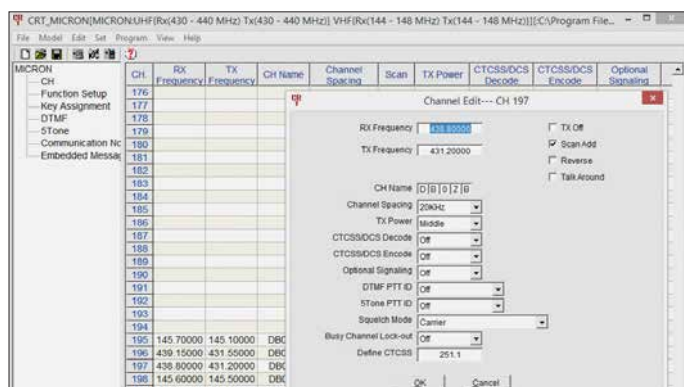 CRT_MICRON[MICRON:UHF{Rx(430 - 440 MHz) Tx(430 - 440 MHz)} VHF{Rx(144 - 148 MHz) Tx(144 - 148 MHz)}][C:\Program File...
File Model Edit Set Program View Help
MICRON
CH
Function Setup
Key Assignment
DTMF
5Tone
Communication Nc
Embedded Messag
CH. RX Frequency TX Frequency CH Name Channel Spacing Scan TX Power CTCSS/DCS Decode CTCSS/DCS Encode Optional Signaling
176
177
178
179
180
181
182
183
184
185
186
187
188
189
190
191
192
193
194
195 145.70000 145.10000 DBC
196 439.15000 431.55000 DBC
197 438.80000 431.20000 DBC
198 145.60000 145.50000 DBC
Channel Edit--- CH 197
RX Frequency 438.80000
TX Frequency 431.20000
TX Off
Scan Add
Reverse
TalkAround
CH Name D B 0 Z B
Channel Spacing 20KHz
TX Power Middle
CTCSS/DCS Decode Off
CTCSS/DCS Encode Off
Optional Signaling Off
DTMF PTT ID Off
5Tone PTT ID Off
Squelch Mode Carrier
Busy Channel Lock-out Off
Define CTCSS 251.1
OK Cancel